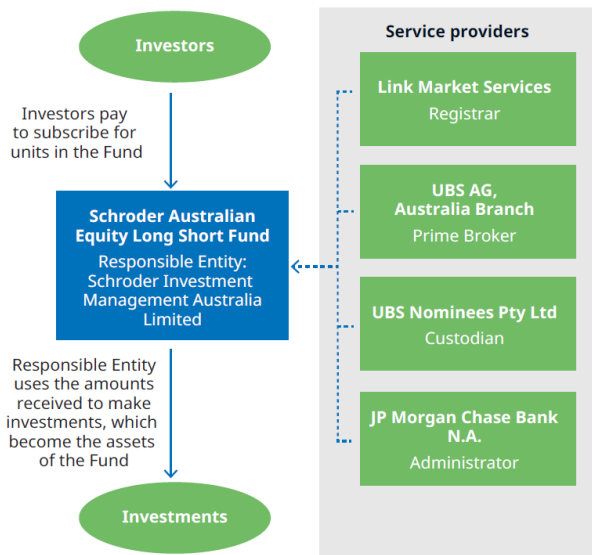 Investors
Investors pay
to subscribe for
units in the Fund
Schroder Australian
Equity Long Short Fund
Responsible Entity:
Schroder Investment
Management Australia
Limited
Responsible Entity
uses the amounts
received to make
investments, which
become the assets
of the Fund
Investments
Service providers
Link Market Services
Registrar
UBS AG,
Australia Branch
Prime Broker
UBS Nominees Pty Ltd
Custodian
JP Morgan Chase Bank
N.A.
Administrator